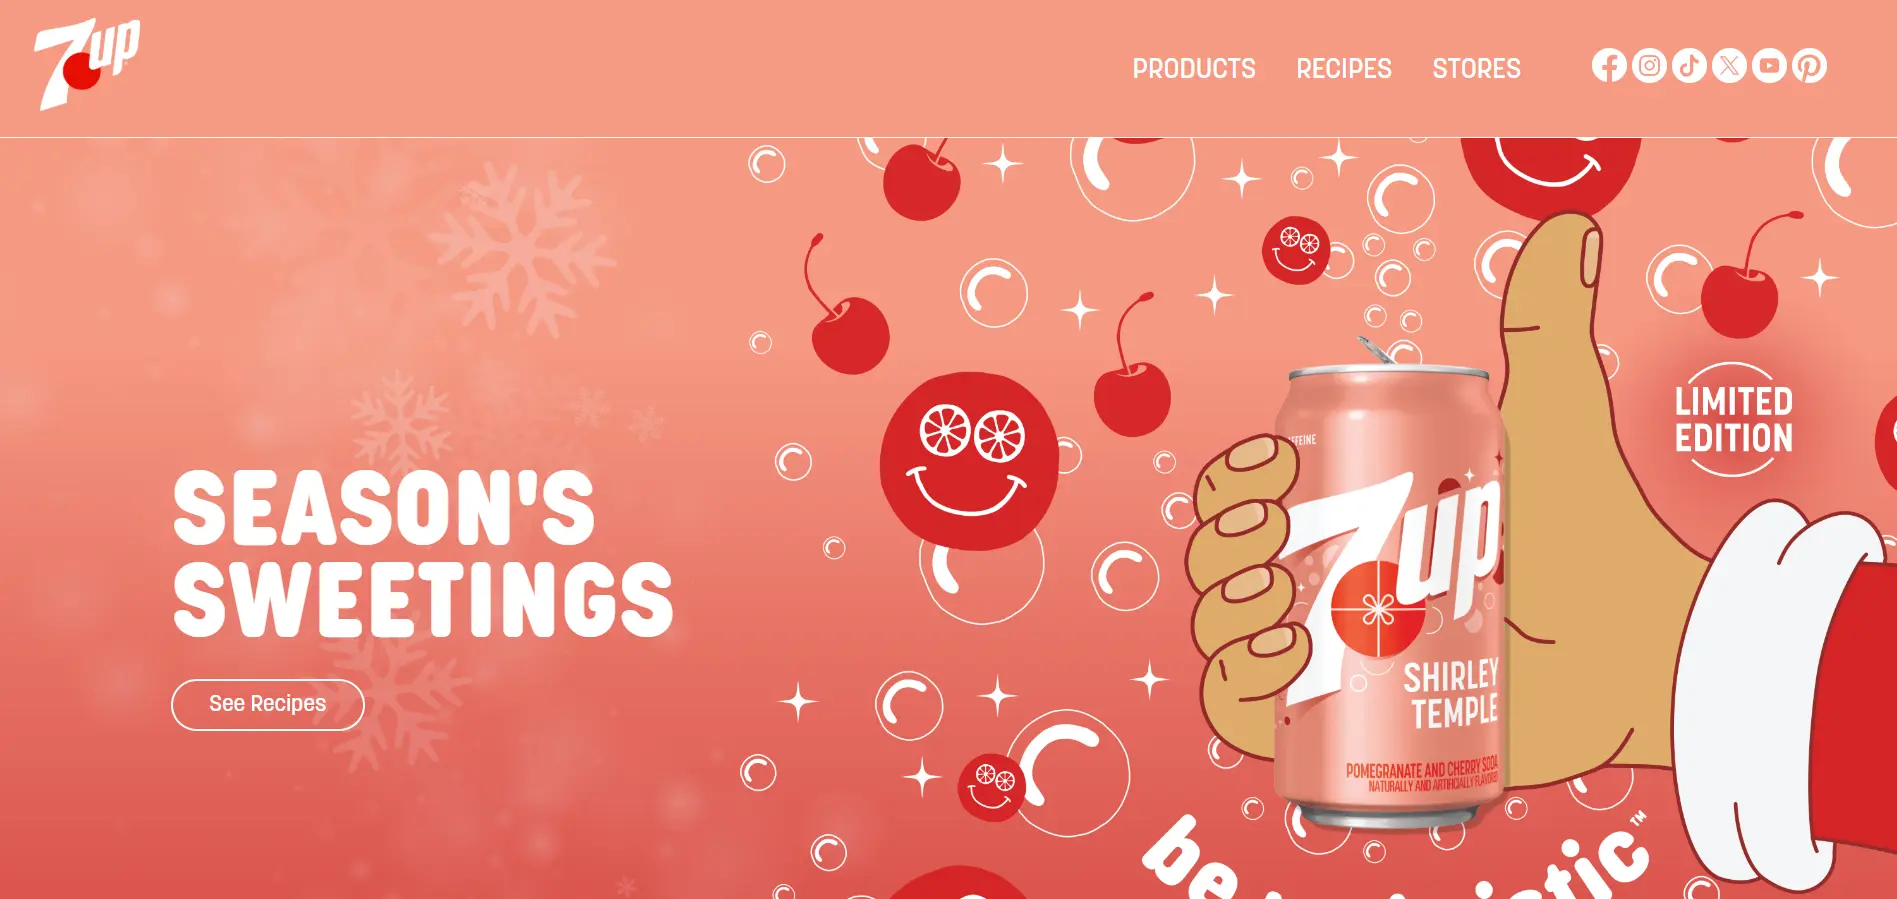 7up
PRODUCTS RECIPES STORES
SEASON'S
SWEETINGS
See Recipes
LIMITED
EDITION
7up
SHIRLEY
TEMPLE
POMEGRANATE AND CHERRY SODA
NATURALLY AND ARTIFICIALLY FLAVORED
be